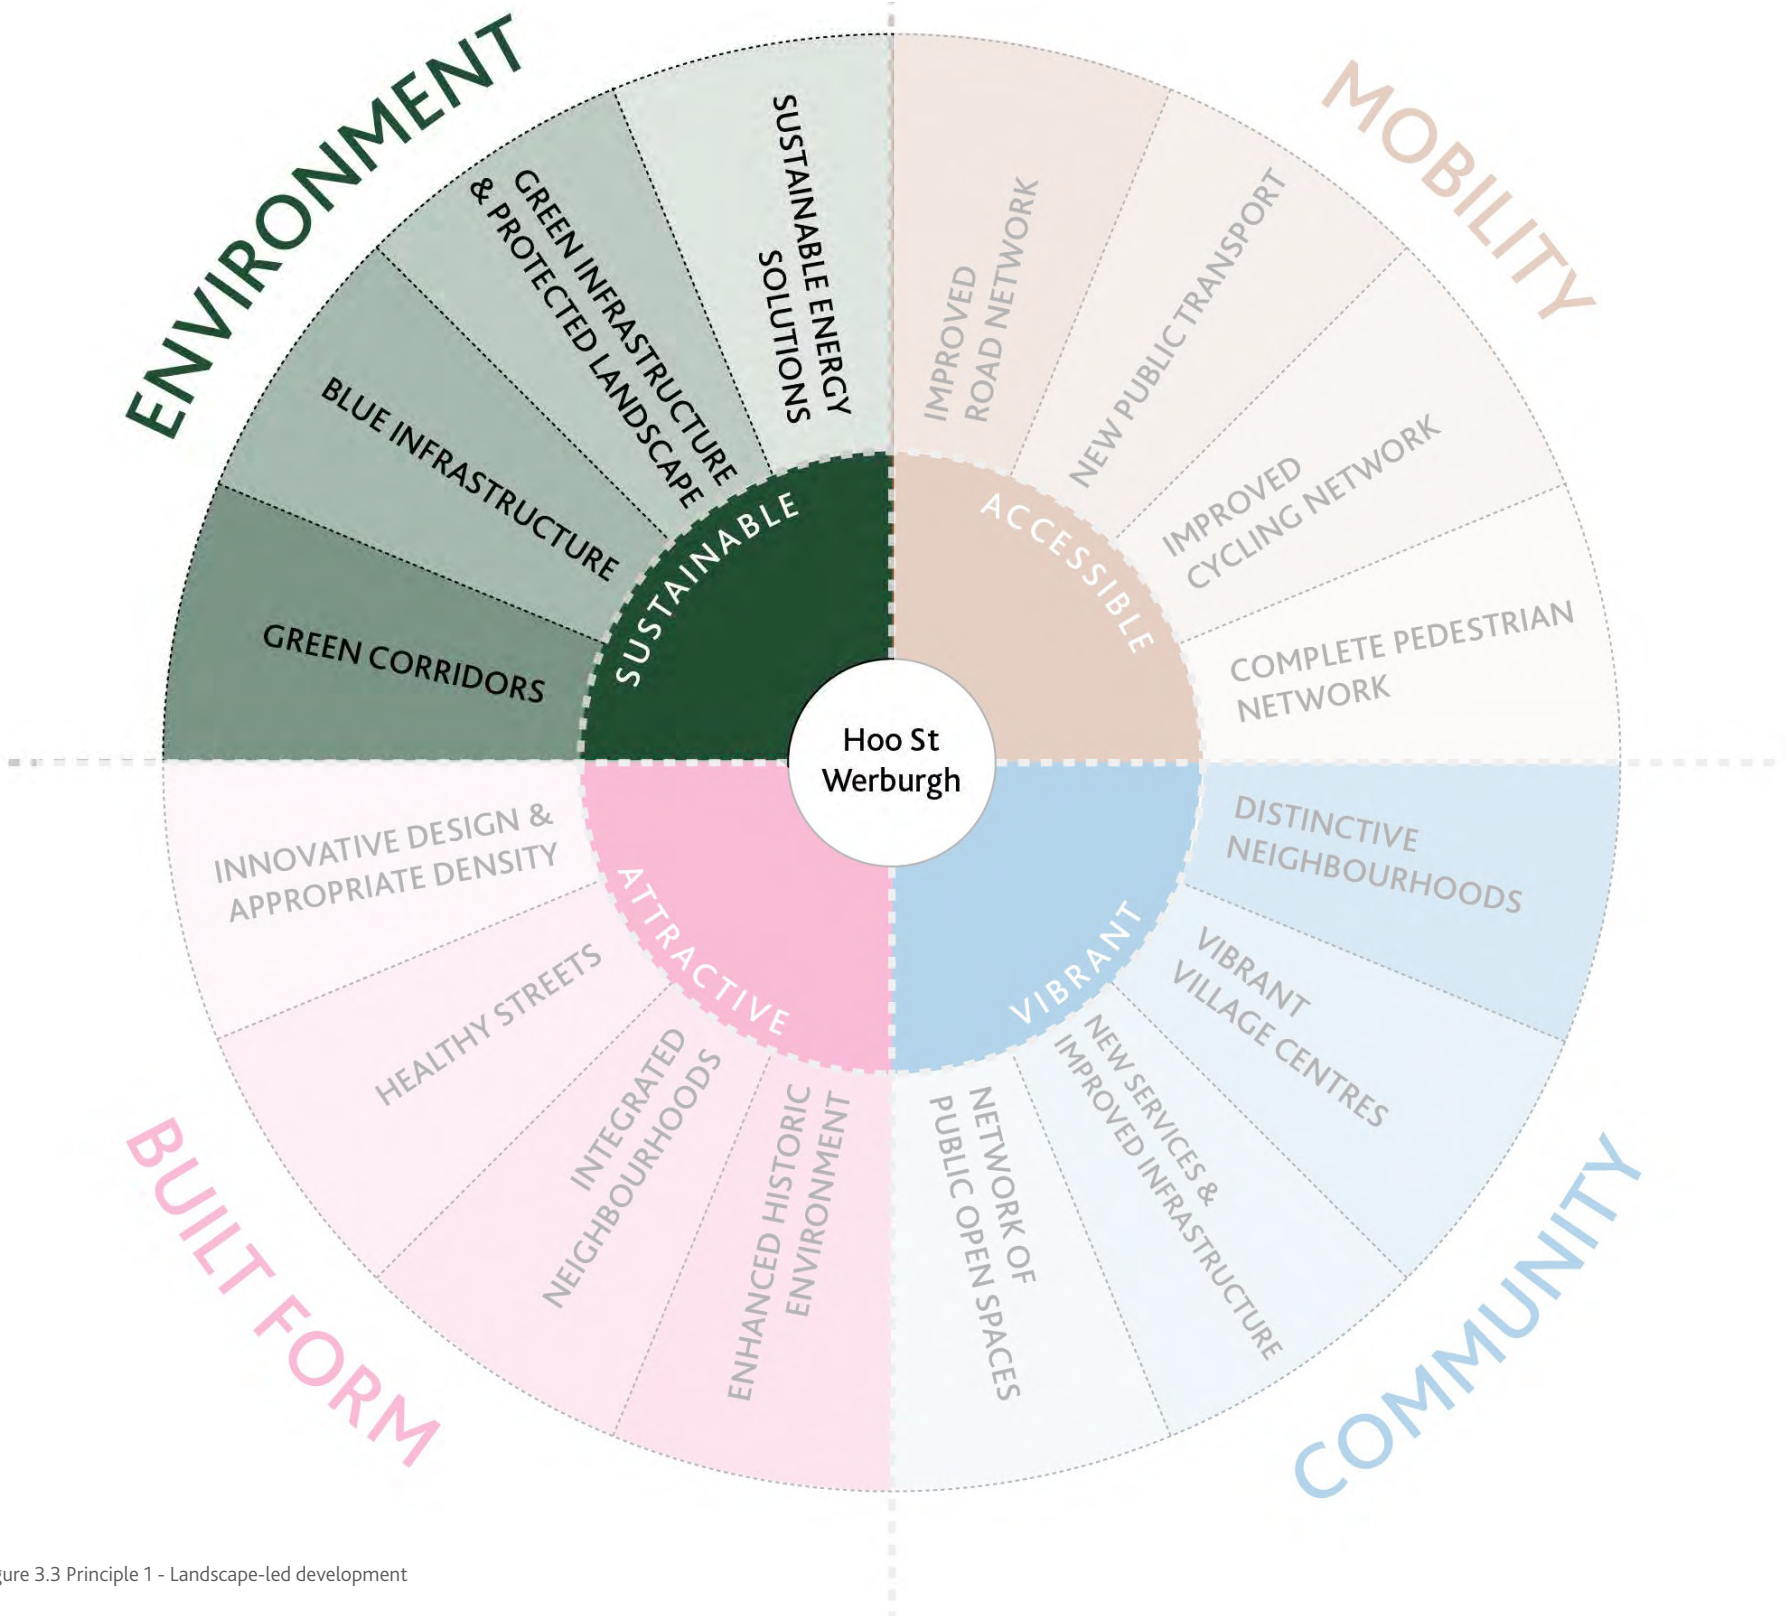 ENVIRONMENT
SUSTAINABLE ENERGY
SOLUTIONS
GREEN INFRASTRUCTURE
& PROTECTED LANDSCAPE
BLUE INFRASTRUCTURE
GREEN CORRIDORS
SUSTAINABLE
MOBILITY
IMPROVED
ROAD NETWORK
NEW PUBLIC TRANSPORT
IMPROVED
CYCLING NETWORK
COMPLETE PEDESTRIAN
NETWORK
ACCESSIBLE
Hoo St
Werburgh
INNOVATIVE DESIGN &
APPROPRIATE DENSITY
HEALTHY STREETS
INTEGRATED
NEIGHBOURHOODS
ENHANCED HISTORIC
ENVIRONMENT
ATTRACTIVE
BUILT FORM
DISTINCTIVE
NEIGHBOURHOODS
VIBRANT
VILLAGE CENTRES
NEW SERVICES &
IMPROVED INFRASTRUCTURE
NETWORK OF
PUBLIC OPEN SPACES
VIBRANT
COMMUNITY
gure 3.3 Principle 1 - Landscape-led development